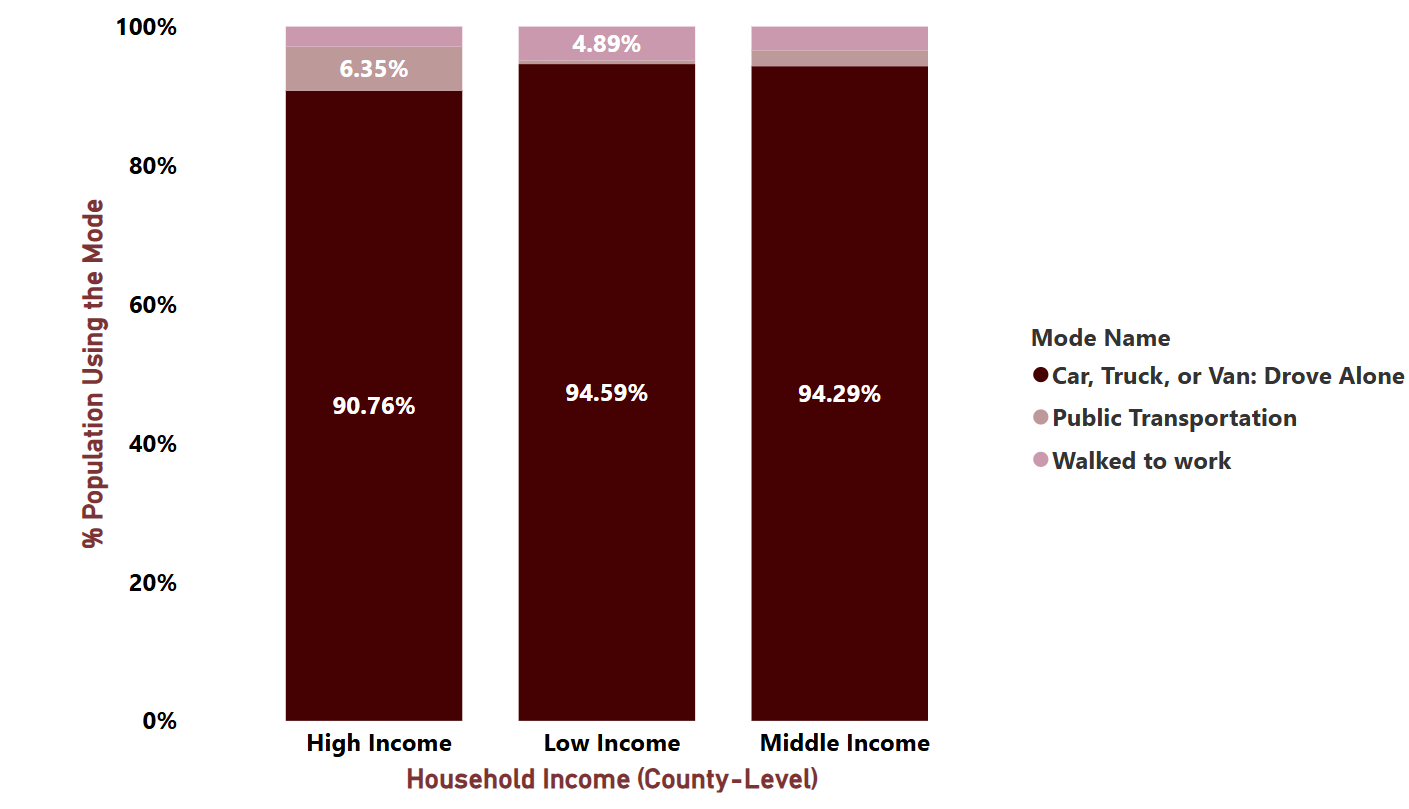 100%
80%
60%
40%
20%
0%
% Population Using the Mode
6.35%
4.89%
90.76%
94.59%
94.29%
High Income
Low Income
Middle Income
Household Income (County-Level)
Mode Name
Car, Truck, or Van: Drove Alone
Public Transportation
Walked to work